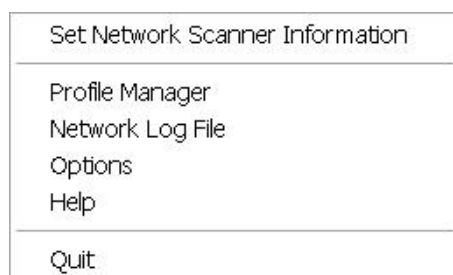 Set Network Scanner Information
Profile Manager
Network Log File
Options
Help
Quit